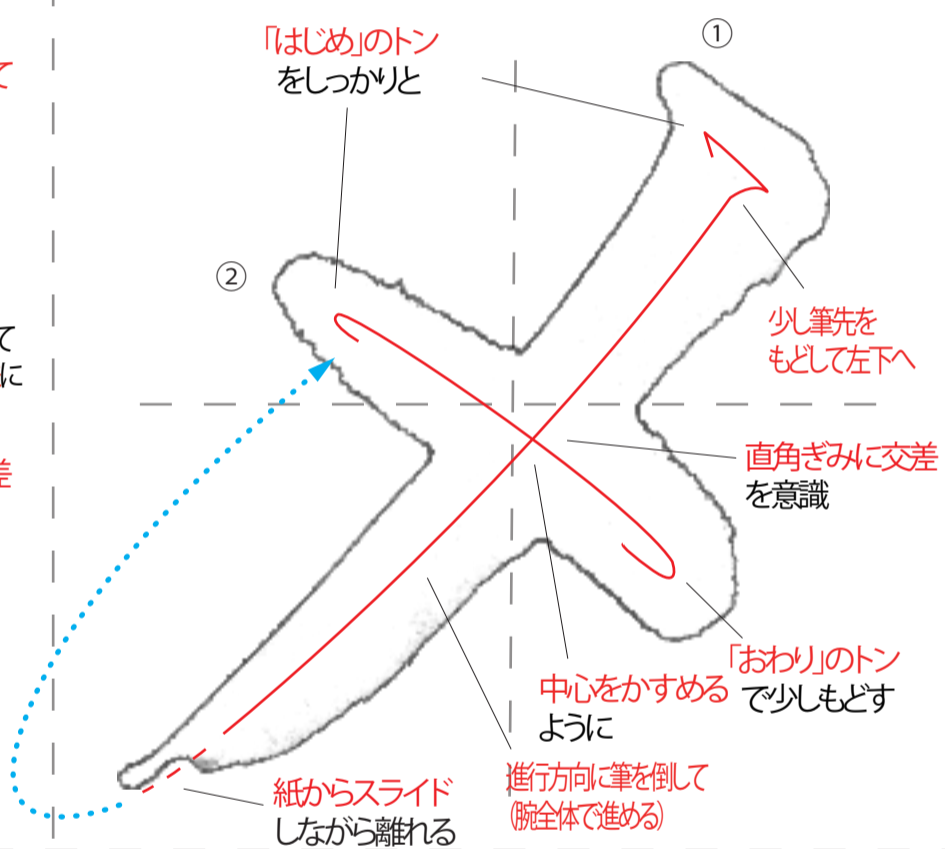 て
て
に
差
①
「はじめ」のトン
をしっかりと
②
少し筆先を
もどして左下へ
直角ぎみに交差
を意識
「おわり」のトン
で少しもどす
中心をかすめる
ように
進行方向に筆を倒して
(腕全体で進める)
紙からスライド
しながら離れる